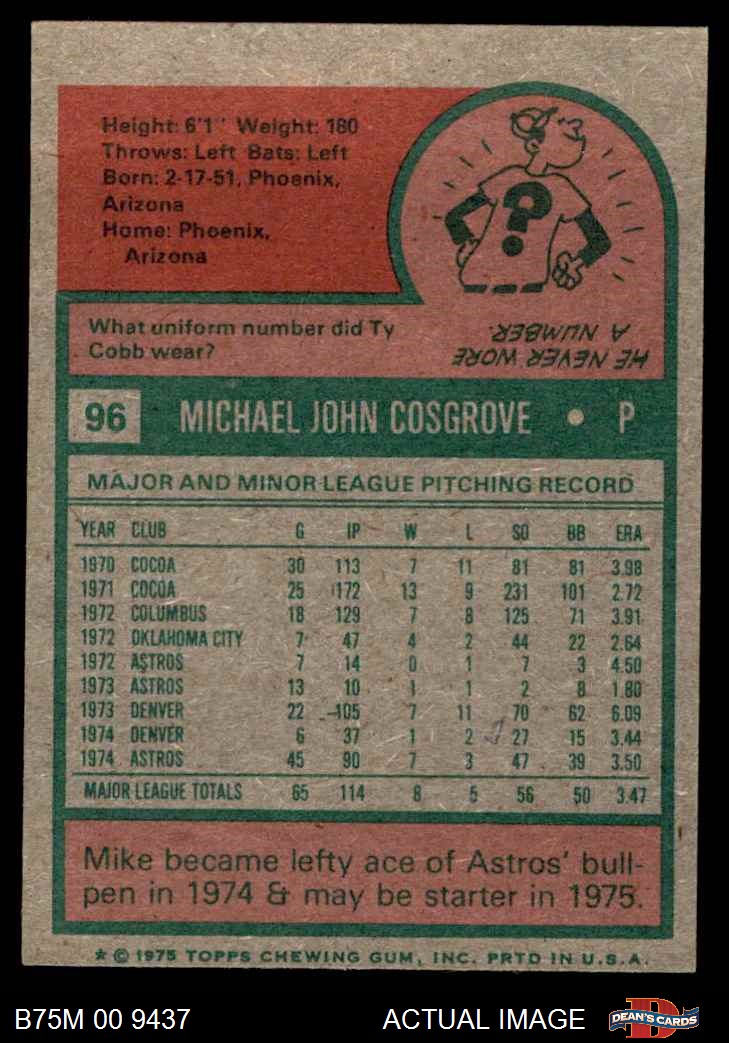 Height: 6'1" Weight: 180
Throws: Left Bats: Left
Born: 2-17-51, Phoenix,
Arizona
Home: Phoenix,
Arizona
?
What uniform number did Ty
Cobb wear?
HE NEVER WORE
A NUMBER.
96 MICHAEL JOHN COSGROVE • P
MAJOR AND MINOR LEAGUE PITCHING RECORD
YEAR CLUB G IP W L SO BB ERA
1970 COCOA 30 113 7 11 81 81 3.98
1971 COCOA 25 172 13 9 231 101 2.72
1972 COLUMBUS 18 129 7 8 125 71 3.91
1972 OKLAHOMA CITY 7 47 4 2 44 22 2.64
1972 ASTROS 7 14 0 1 7 3 4.50
1973 ASTROS 13 10 1 1 2 8 1.80
1973 DENVER 22 105 7 11 70 62 6.09
1974 DENVER 6 37 1 2 27 15 3.44
1974 ASTROS 45 90 7 3 47 39 3.50
MAJOR LEAGUE TOTALS 65 114 8 5 56 50 3.47
Mike became lefty ace of Astros' bull-
pen in 1974 & may be starter in 1975.
* © 1975 TOPPS CHEWING GUM, INC. PRTD IN U.S.A.
B75M 00 9437 ACTUAL IMAGE D DEAN'S CARDS